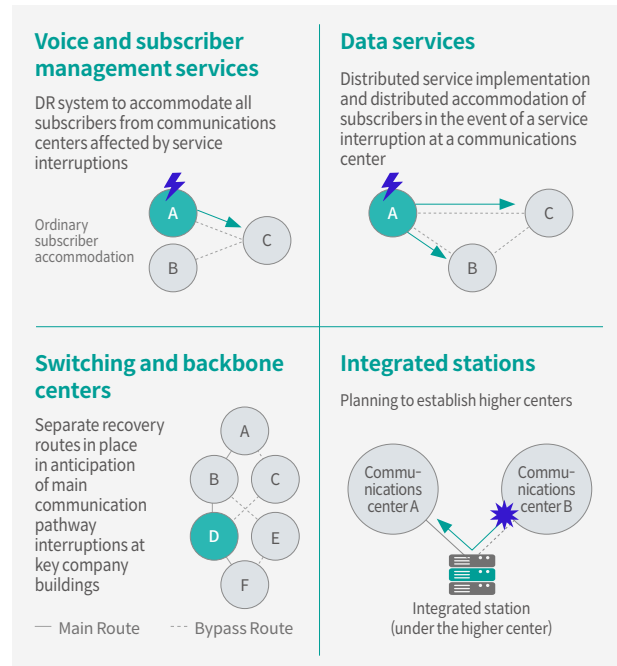 Voice and subscriber
management services
DR system to accommodate all
subscribers from communications
centers affected by service
interruptions
Ordinary
subscriber
accommodation
A
B
C
Data services
Distributed service implementation
and distributed accommodation of
subscribers in the event of a service
interruption at a communications
center
A
B
C
Switching and backbone
centers
Separate recovery
routes in place
in anticipation
of main
communication
pathway
interruptions at
key company
buildings
A
B
C
D
E
F
Main Route
Bypass Route
Integrated stations
Planning to establish higher centers
Commu-
nications
center A
Commu-
nications
center B
Integrated station
(under the higher center)